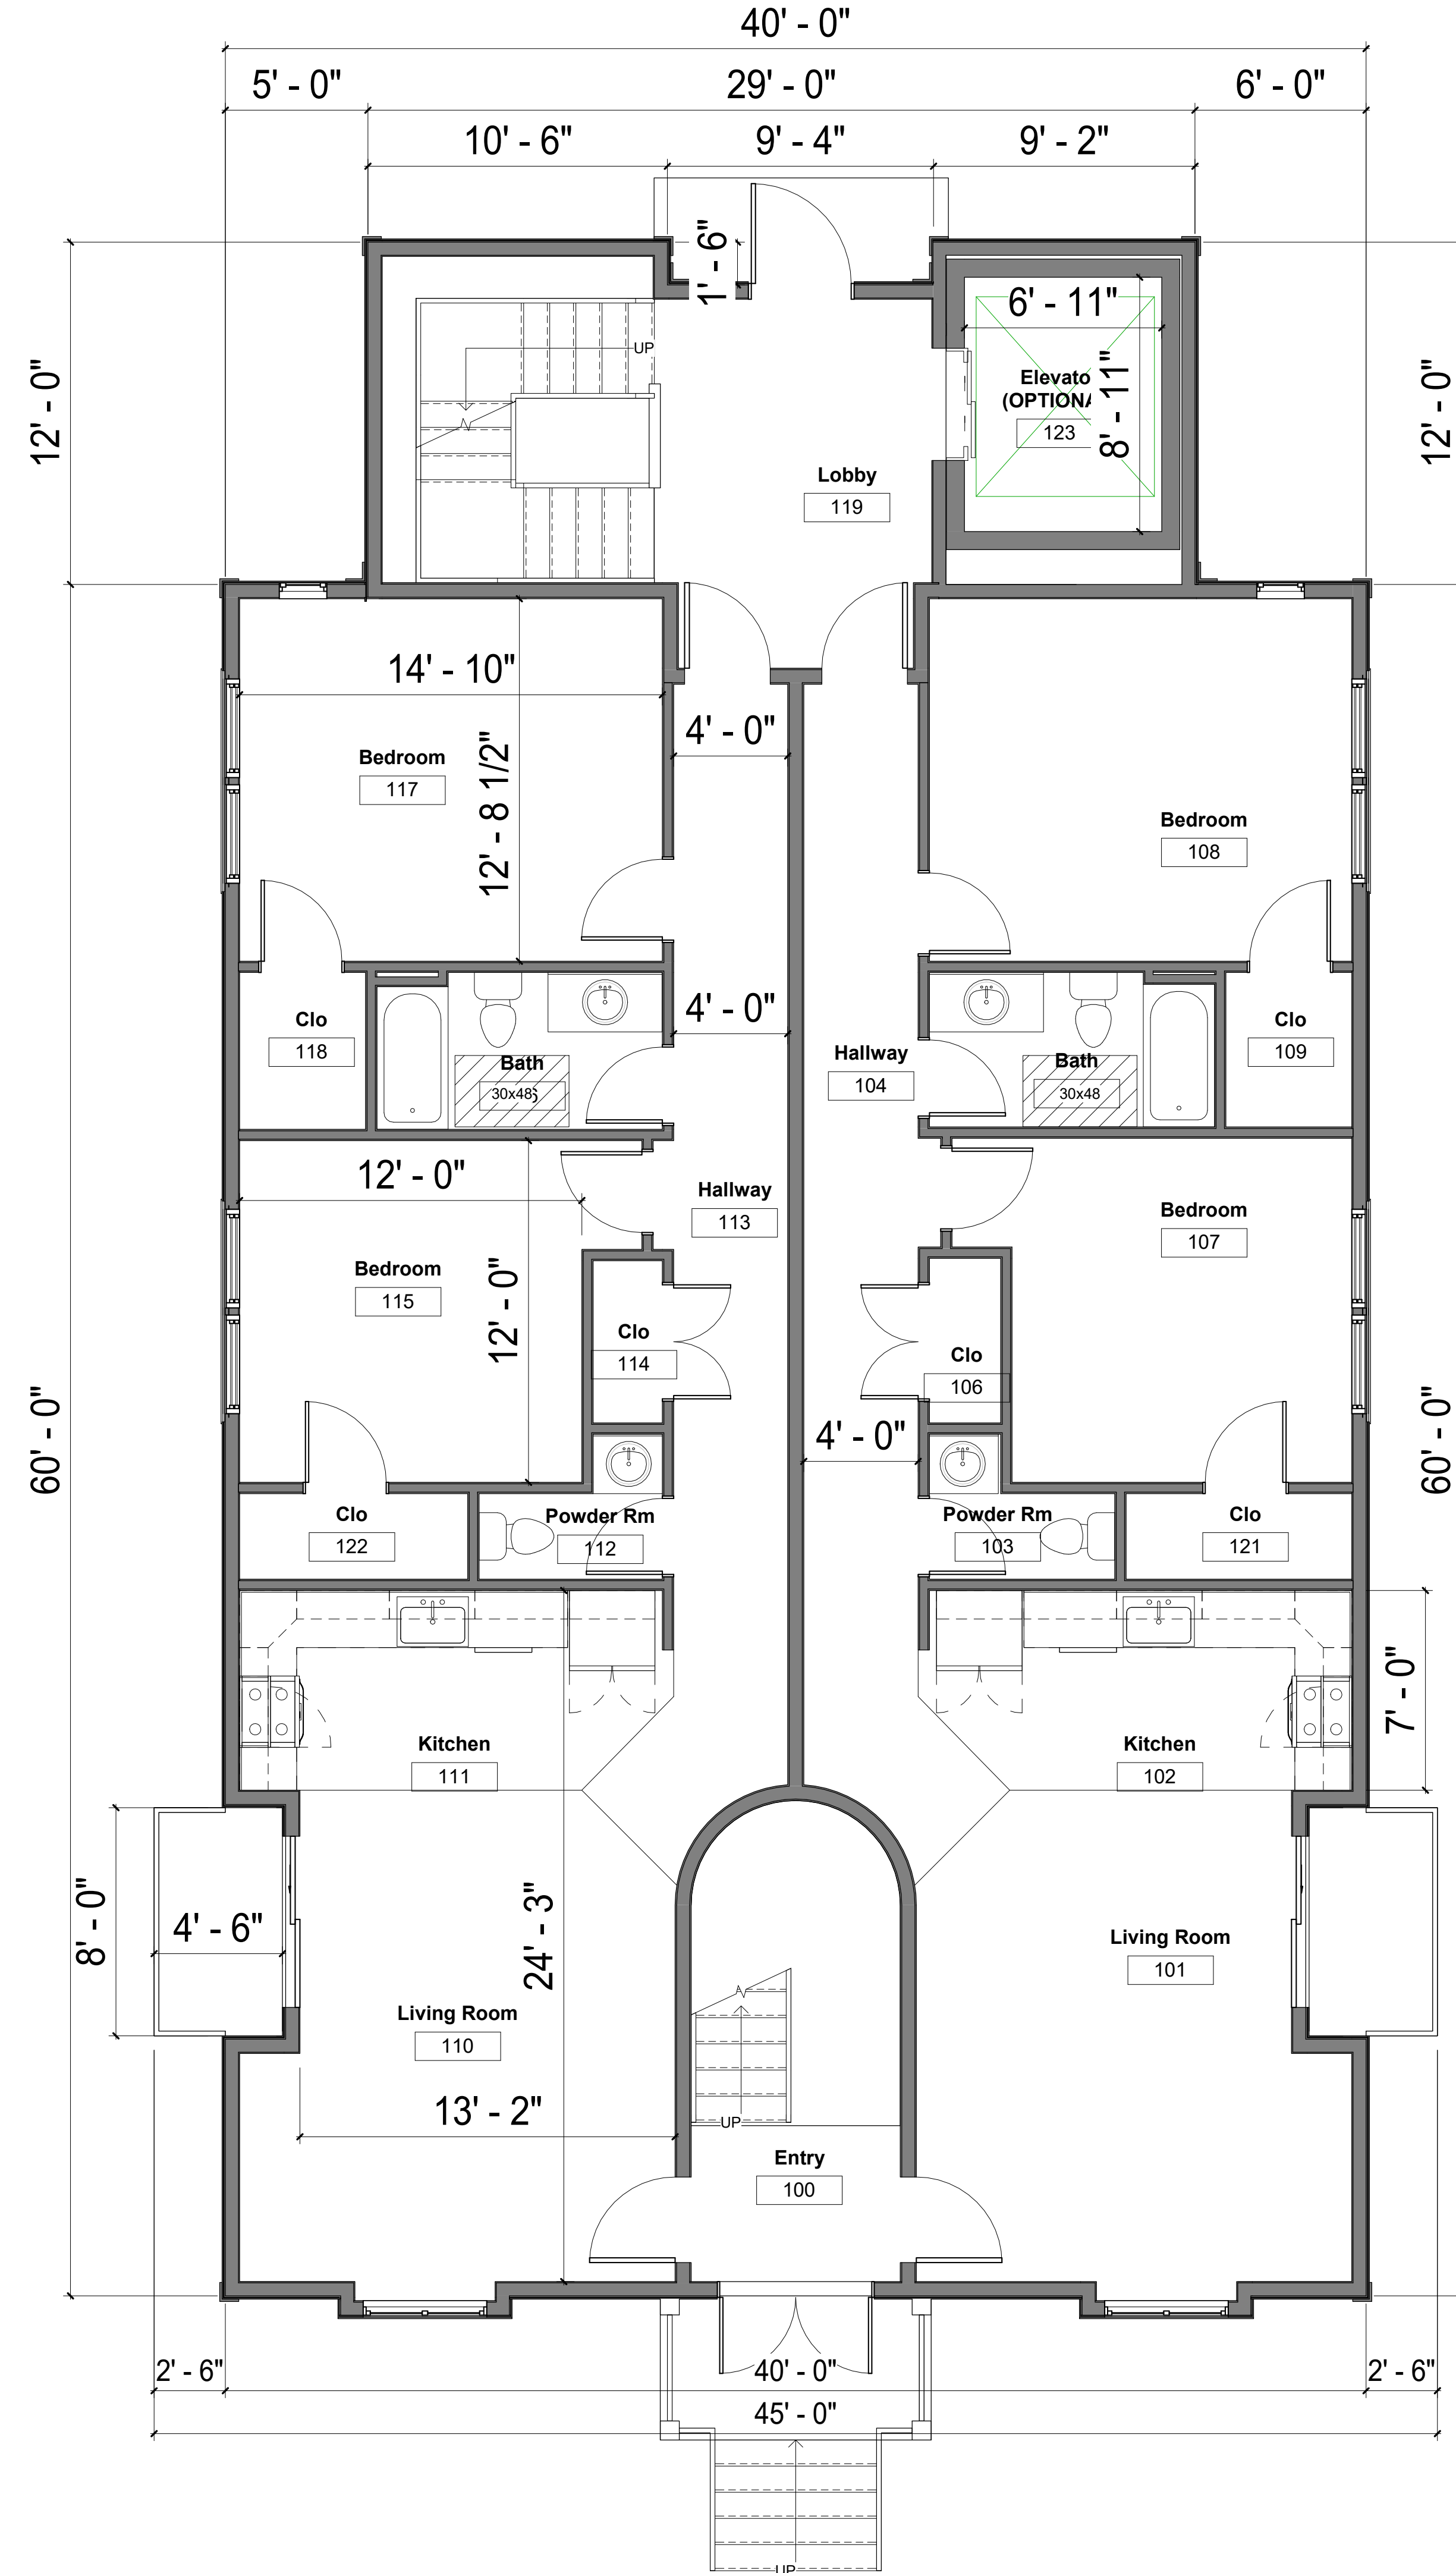 40' - 0"
5' - 0"
29' - 0"
6' - 0"
10' - 6"
9' - 4"
9' - 2"
1' - 6"
6' - 11"
UP
12' - 0"
12' - 0"
8' - 11"
123
Lobby
119
14' - 10"
4' - 0"
12' - 8 1/2"
Bedroom
117
Bedroom
108
4' - 0"
Clo
118
Bath
30x48
Hallway
104
Bath
30x48
Clo
109
12' - 0"
Hallway
113
Bedroom
107
Bedroom
115
12' - 0"
Clo
114
Clo
106
60' - 0"
60' - 0"
4' - 0"
Clo
122
Powder Rm
112
Powder Rm
103
Clo
121
7' - 0"
Kitchen
111
Kitchen
102
8' - 0"
4' - 6"
24' - 3"
Living Room
101
Living Room
110
13' - 2"
UP
Entry
100
2' - 6"
40' - 0"
2' - 6"
45' - 0"
UP